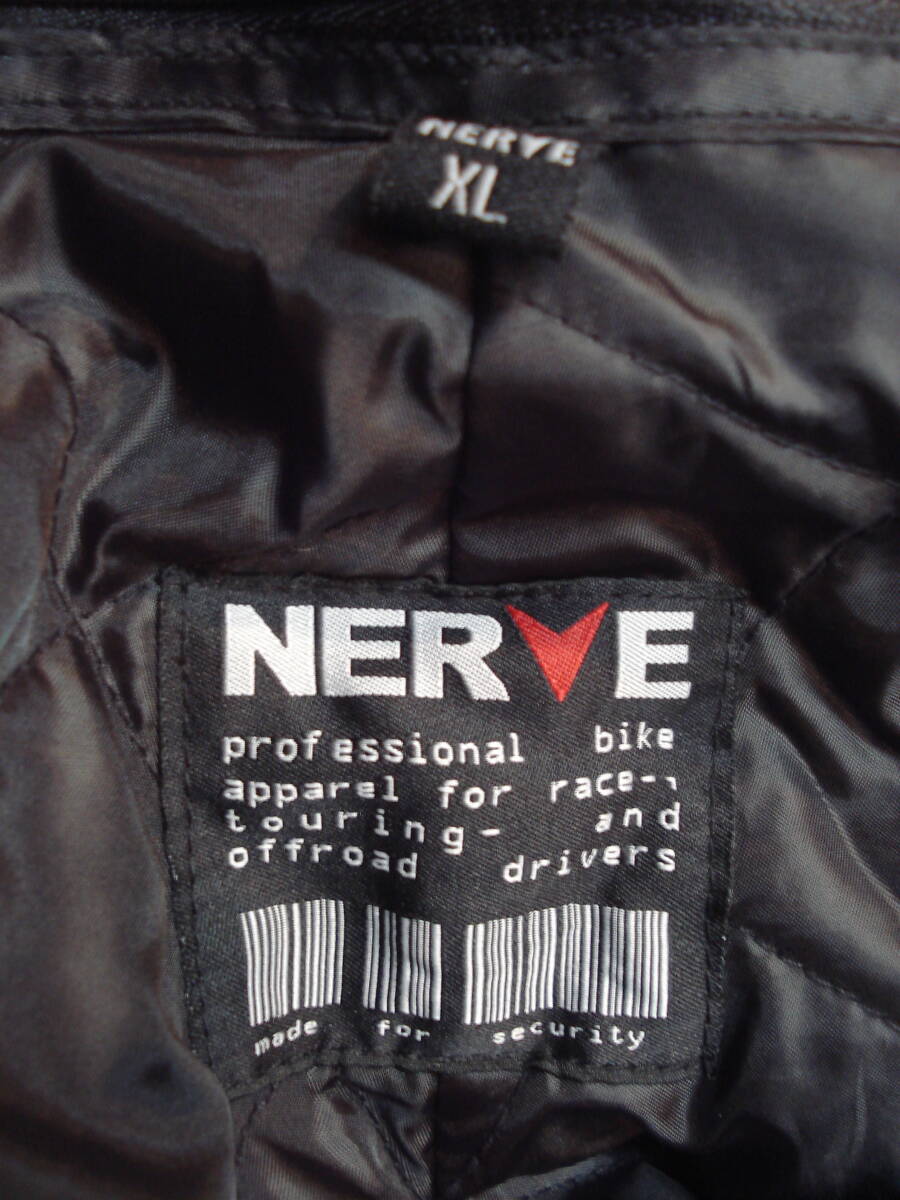 NERVE
XL
NERVE
professional bike
apparel for race-,
touring- and
offroad drivers
made for security